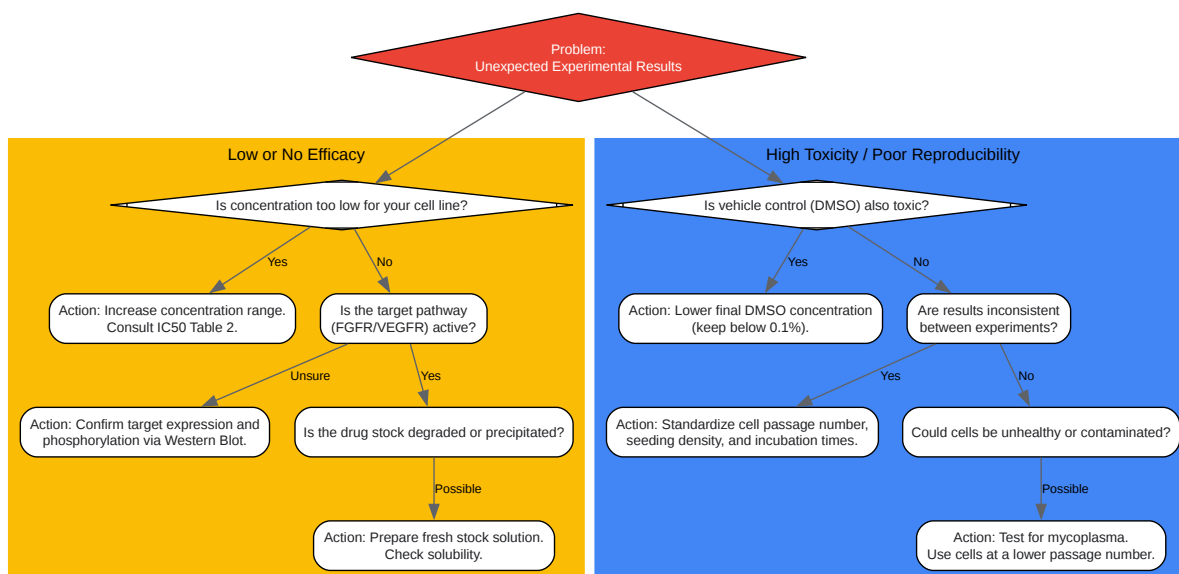 Problem:
Unexpected Experimental Results
Low or No Efficacy
Is concentration too low for your cell line?
Yes
No
Action: Increase concentration range.
Consult IC50 Table 2.
Is the target pathway
(FGFR/VEGFR) active?
Unsure
Yes
Action: Confirm target expression and
phosphorylation via Western Blot.
Is the drug stock degraded or precipitated?
Possible
Action: Prepare fresh stock solution.
Check solubility.
High Toxicity / Poor Reproducibility
Is vehicle control (DMSO) also toxic?
Yes
No
Action: Lower final DMSO concentration
(keep below 0.1%).
Are results inconsistent
between experiments?
Yes
No
Action: Standardize cell passage number,
seeding density, and incubation times.
Could cells be unhealthy or contaminated?
Possible
Action: Test for mycoplasma.
Use cells at a lower passage number.